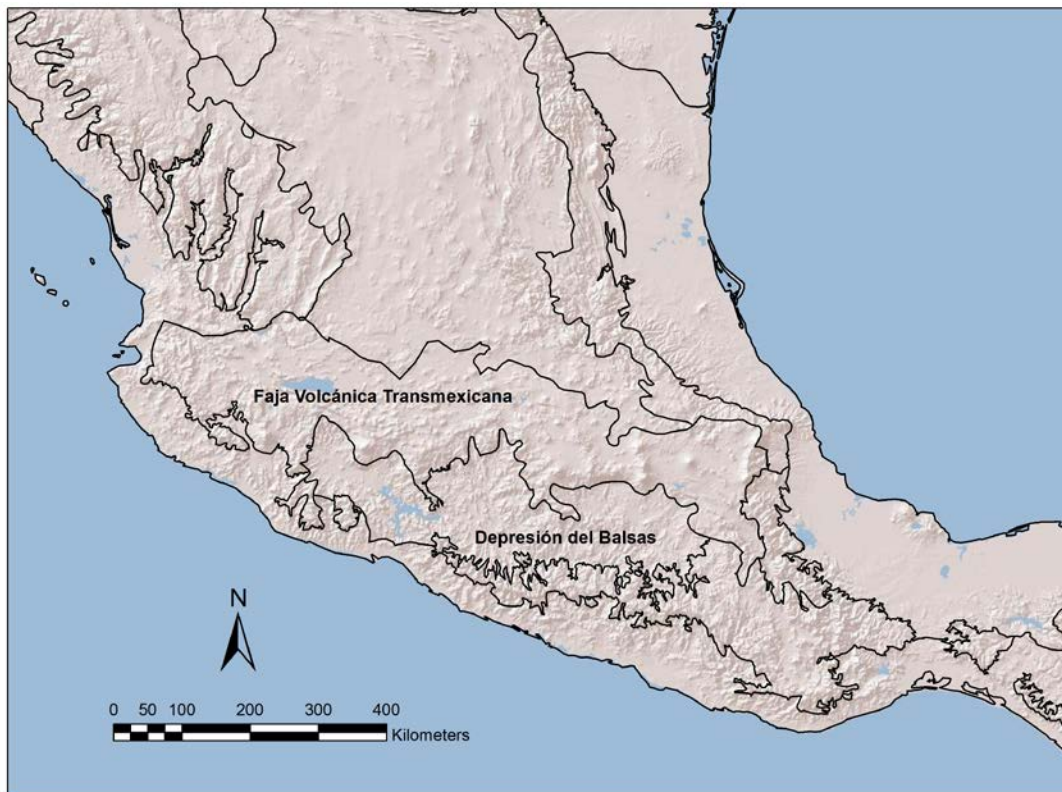 Faja Volcánica Transmexicana
Depresión del Balsas
N
0 50 100 200 300 400
Kilometers